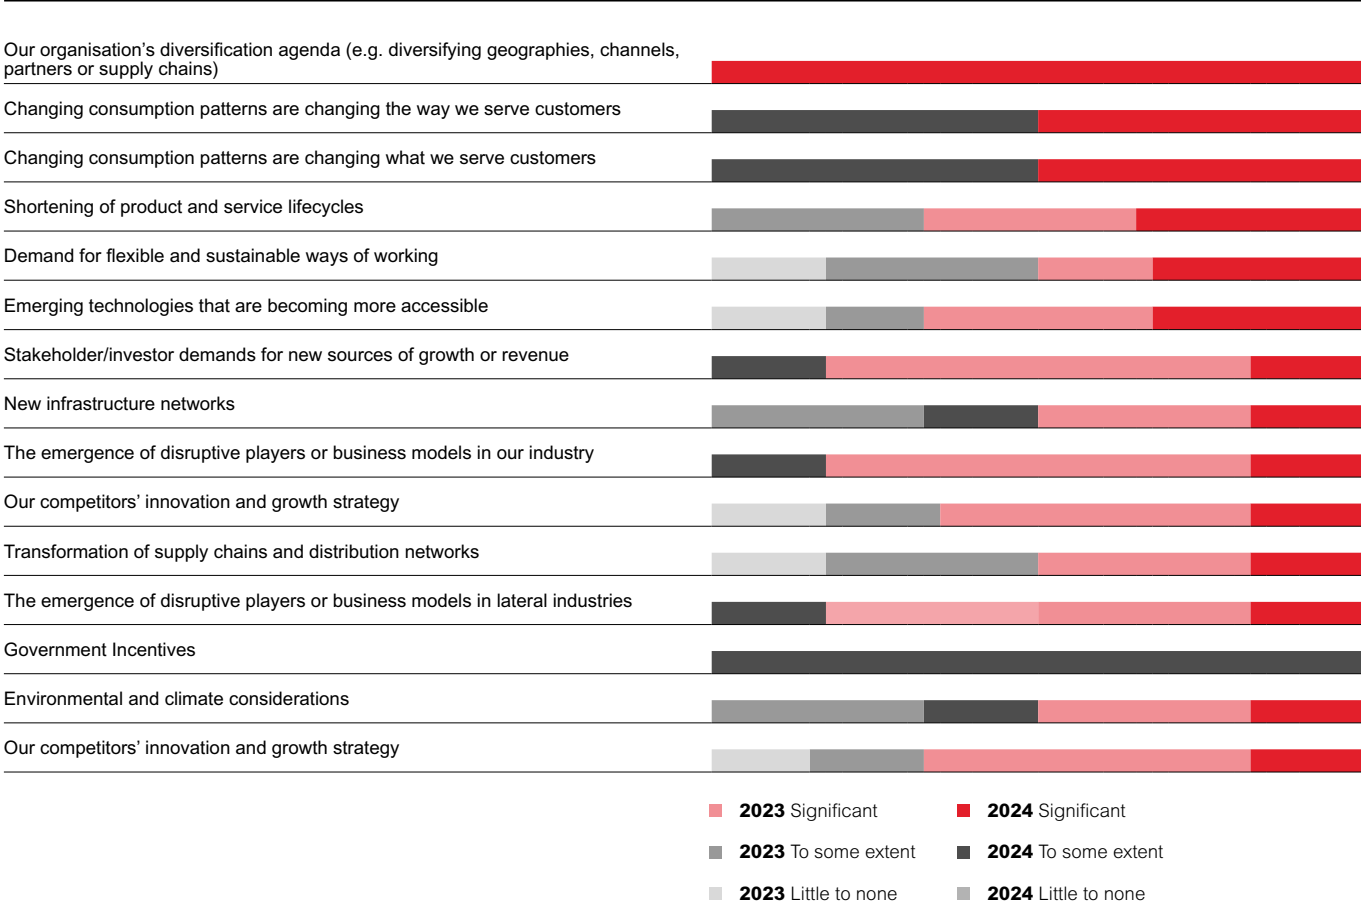 Our organisation’s diversification agenda (e.g. diversifying geographies, channels,
partners or supply chains)
Changing consumption patterns are changing the way we serve customers
Changing consumption patterns are changing what we serve customers
Shortening of product and service lifecycles
Demand for flexible and sustainable ways of working
Emerging technologies that are becoming more accessible
Stakeholder/investor demands for new sources of growth or revenue
New infrastructure networks
The emergence of disruptive players or business models in our industry
Our competitors’ innovation and growth strategy
Transformation of supply chains and distribution networks
The emergence of disruptive players or business models in lateral industries
Government Incentives
Environmental and climate considerations
Our competitors’ innovation and growth strategy
2023 Significant
2024 Significant
2023 To some extent
2024 To some extent
2023 Little to none
2024 Little to none